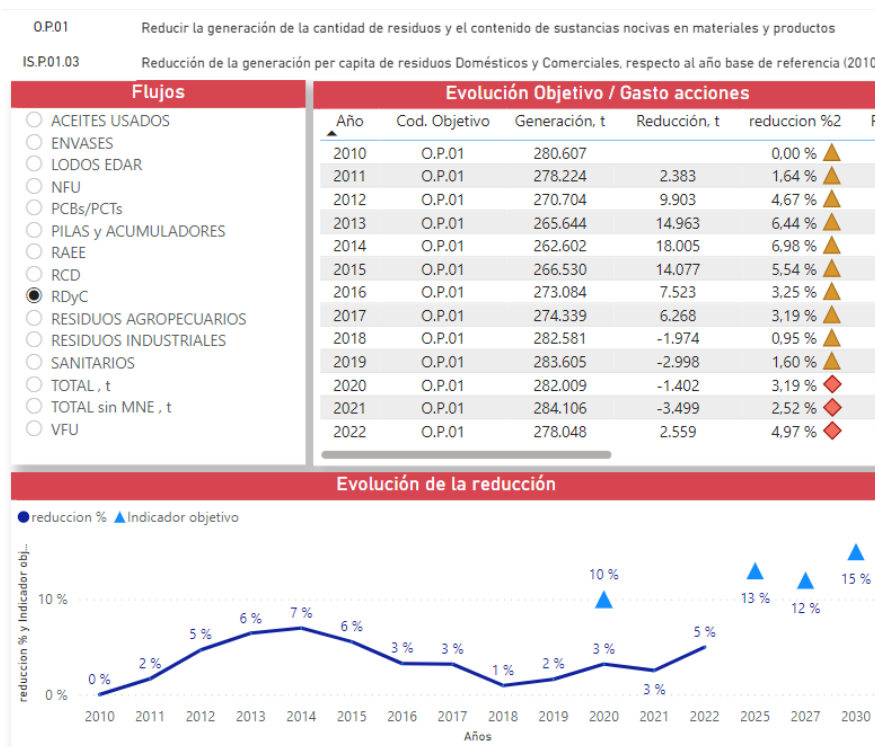 O.P.01 Reducir la generación de la cantidad de residuos y el contenido de sustancias nocivas en materiales y productos
IS.P.01.03 Reducción de la generación per capita de residuos Domésticos y Comerciales, respecto al año base de referencia (2010
Flujos
ACEITES USADOS
ENVASES
LODOS EDAR
NFU
PCBs/PCTs
PILAS y ACUMULADORES
RAEE
RCD
RDyC
RESIDUOS AGROPECUARIOS
RESIDUOS INDUSTRIALES
SANITARIOS
TOTAL , t
TOTAL sin MNE , t
VFU
Evolución Objetivo / Gasto acciones
Año Cod. Objetivo Generación, t Reducción, t reduccion %2
2010 O.P.01 280.607 0,00 %
2011 O.P.01 278.224 2.383 1,64 %
2012 O.P.01 270.704 9.903 4,67 %
2013 O.P.01 265.644 14.963 6,44 %
2014 O.P.01 262.602 18.005 6,98 %
2015 O.P.01 266.530 14.077 5,54 %
2016 O.P.01 273.084 7.523 3,25 %
2017 O.P.01 274.339 6.268 3,19 %
2018 O.P.01 282.581 -1.974 0,95 %
2019 O.P.01 283.605 -2.998 1,60 %
2020 O.P.01 282.009 -1.402 3,19 %
2021 O.P.01 284.106 -3.499 2,52 %
2022 O.P.01 278.048 2.559 4,97 %
Evolución de la reducción
reduccion % Indicador objetivo
reduccion % y Indicador obj...
10 %
0 %
0 % 2 % 5 % 6 % 7 % 6 % 3 % 3 % 1 % 2 % 3 % 3 % 5 %
10 % 13 % 12 % 15 %
2010 2011 2012 2013 2014 2015 2016 2017 2018 2019 2020 2021 2022 2025 2027 2030
Años